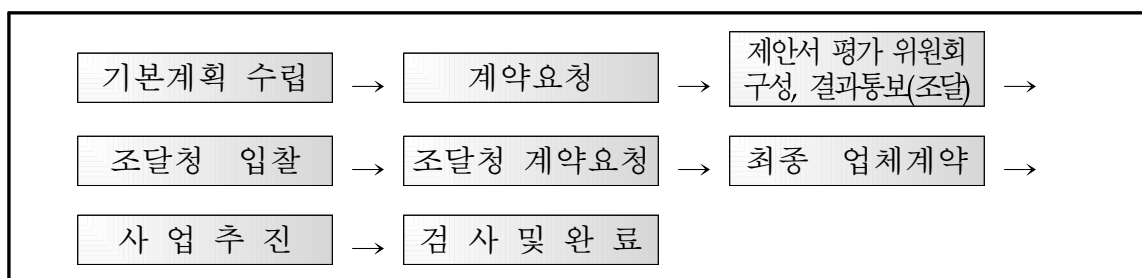 기본계획 수립 → 계약요청 → 제안서 평가 위원회
구성, 결과통보(조달) →
조달청 입찰 → 조달청 계약요청 → 최종 업체계약 →
사 업 추 진 → 검 사 및 완 료